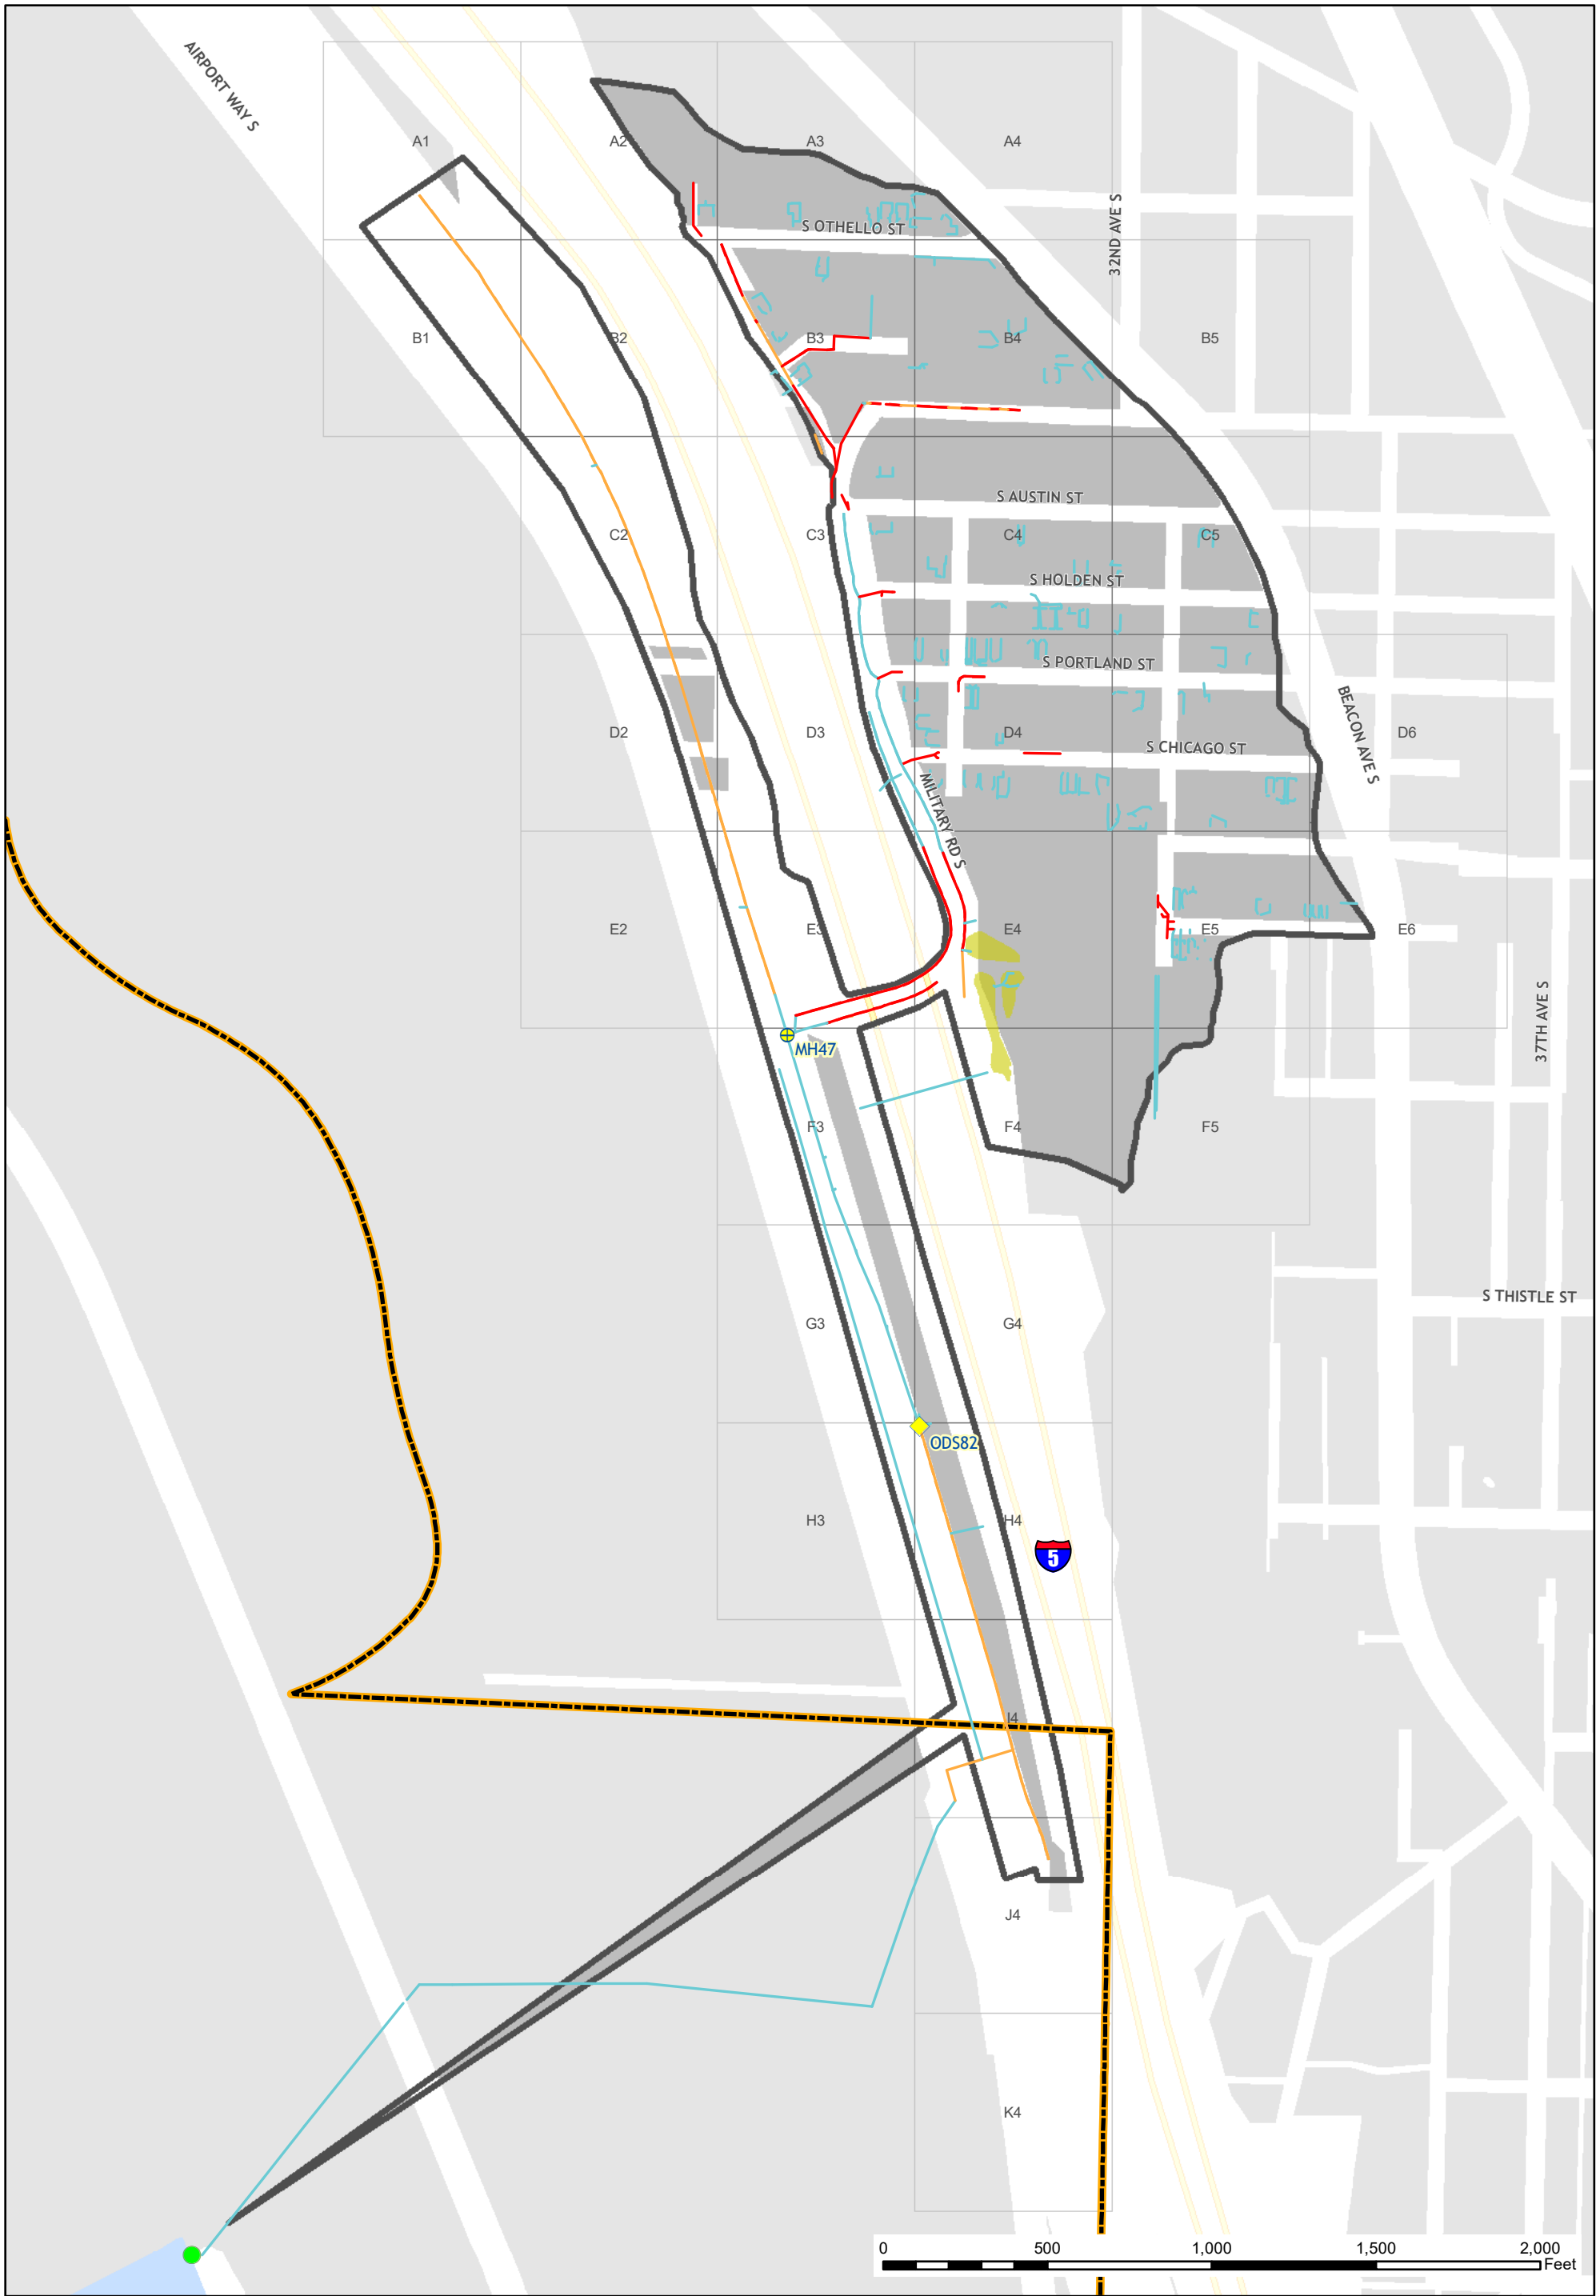 AIRPORT WAY S
A1
A2
A3
A4
S OTHELLO ST
32ND AVE S
B1
B2
B3
B4
B5
S AUSTIN ST
C2
C3
C4
C5
S HOLDEN ST
S PORTLAND ST
D2
D3
D4
S CHICAGO ST
BEACON AVE S
D6
MILITARY RD S
E2
E3
E4
E5
E6
37TH AVE S
MH47
F3
F4
F5
S THISTLE ST
G3
G4
ODS82
H3
H4
5
I4
J4
K4
0
500
1,000
1,500
2,000
Feet